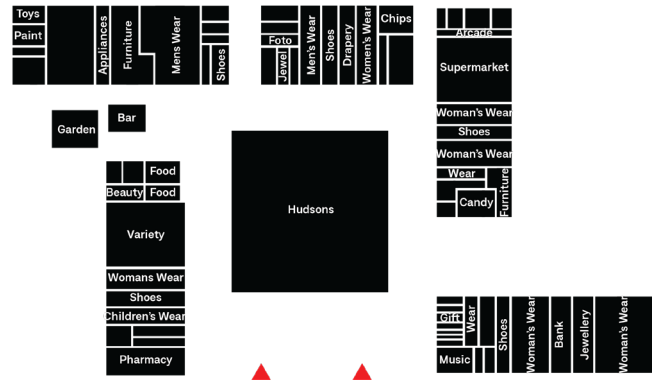 Toys
Paint
Appliances
Furniture
Mens Wear
Shoes
Foto
Jewel
Men's Wear
Shoes
Drapery
Women's Wear
Chips
Arcade
Supermarket
Woman's Wear
Shoes
Woman's Wear
Wear
Candy
Furniture
Garden
Bar
Food
Beauty
Food
Variety
Womans Wear
Shoes
Children's Wear
Pharmacy
Hudsons
Gift
Wear
Music
Shoes
Woman's Wear
Bank
Jewellery
Woman's Wear